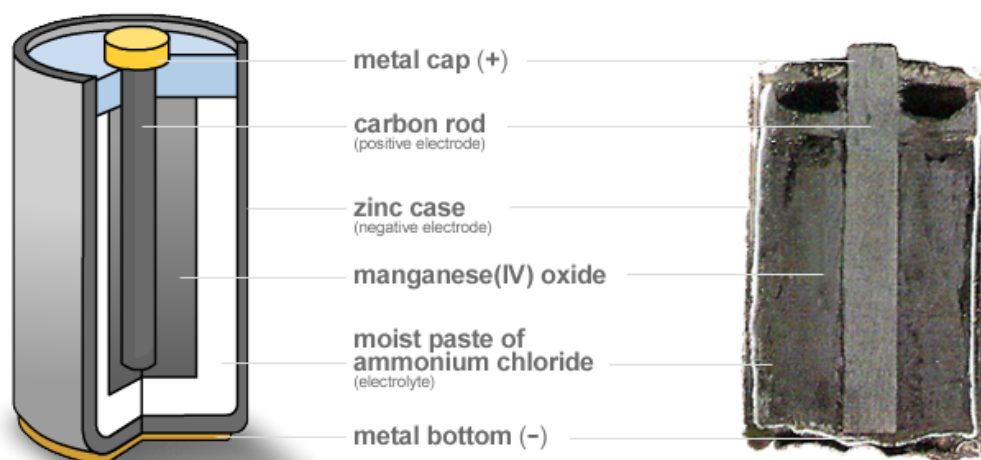 metal cap (+)
carbon rod
(positive electrode)
zinc case
(negative electrode)
manganese(IV) oxide
moist paste of
ammonium chloride
(electrolyte)
metal bottom (−)